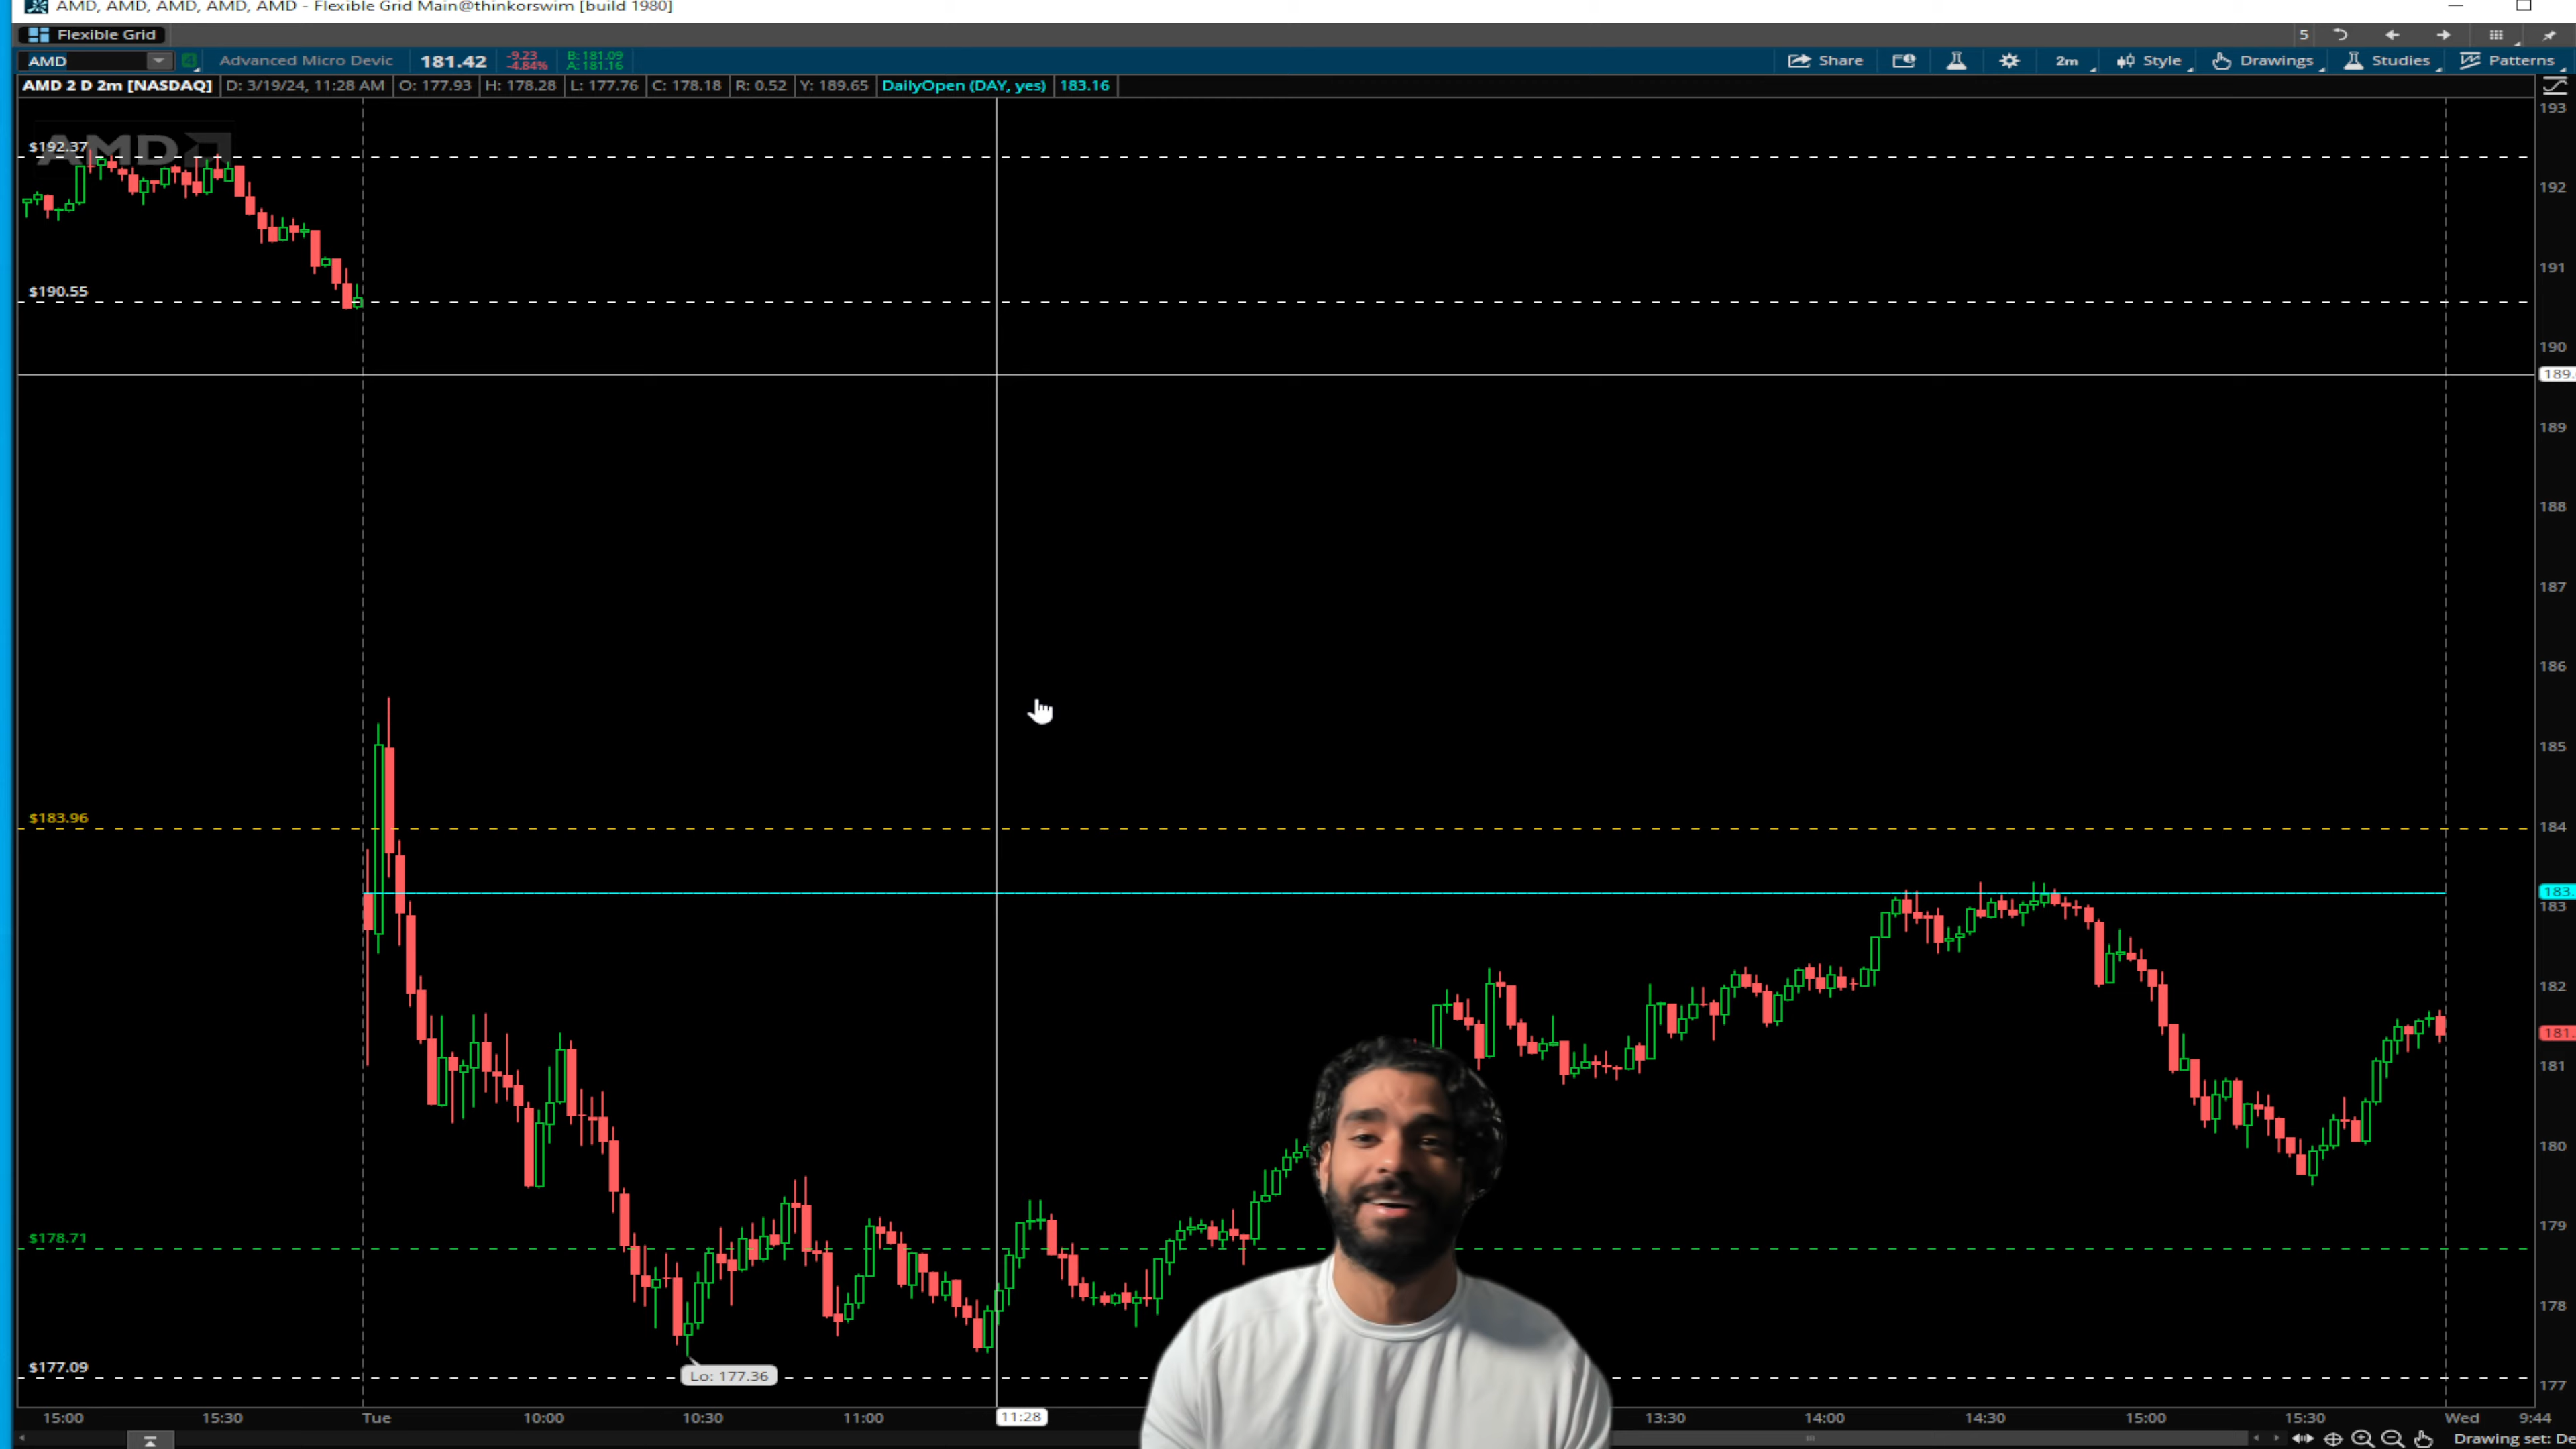 AMD, AMD, AMD, AMD, AMD - Flexible Grid Main@thinkorswim [build 1980]
Flexible Grid
5
AMD 4 Advanced Micro Devic 181.42 -9.23 B: 181.09
-4.84% A: 181.16
Share 2m Style Drawings Studies Patterns
AMD 2 D 2m [NASDAQ] D: 3/19/24, 11:28 AM O: 177.93 H: 178.28 L: 177.76 C: 178.18 R: 0.52 Y: 189.65 DailyOpen (DAY, yes) 183.16
193
AMD
$192.37
192
191
$190.55
190
189.
189
188
187
186
185
$183.96
184
183.
183
182
181.
181
180
179
$178.71
178
$177.09
Lo: 177.36
177
15:00 15:30 Tue 10:00 10:30 11:00 11:28 13:30 14:00 14:30 15:00 15:30 Wed 9:44
Drawing set: De